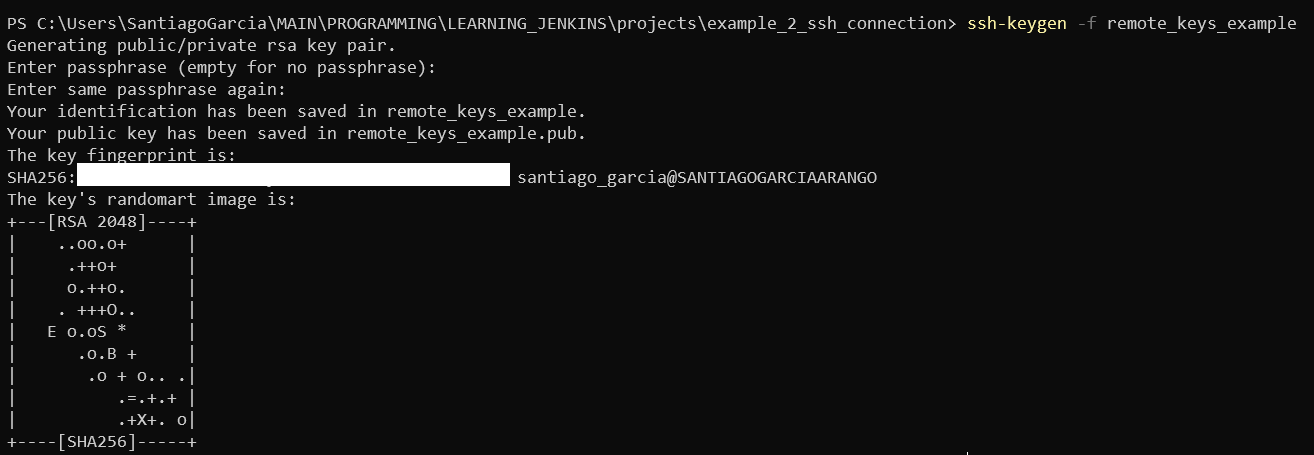 PS C:\Users\SantiagoGarcia\MAIN\PROGRAMMING\LEARNING_JENKINS\projects\example_2_ssh_connection> ssh-keygen -f remote_keys_example
Generating public/private rsa key pair.
Enter passphrase (empty for no passphrase):
Enter same passphrase again:
Your identification has been saved in remote_keys_example.
Your public key has been saved in remote_keys_example.pub.
The key fingerprint is:
SHA256: santiago_garcia@SANTIAGOGARCIAARANGO
The key's randomart image is:
+---[RSA 2048]----+
|    ..oo.o+      |
|     .++o+       |
|     o.++o.      |
|    . +++O..     |
|   E o.oS *      |
|      .o.B +     |
|       .o + o.. .|
|          .=.+.+ |
|          .+X+. o|
+----[SHA256]-----+